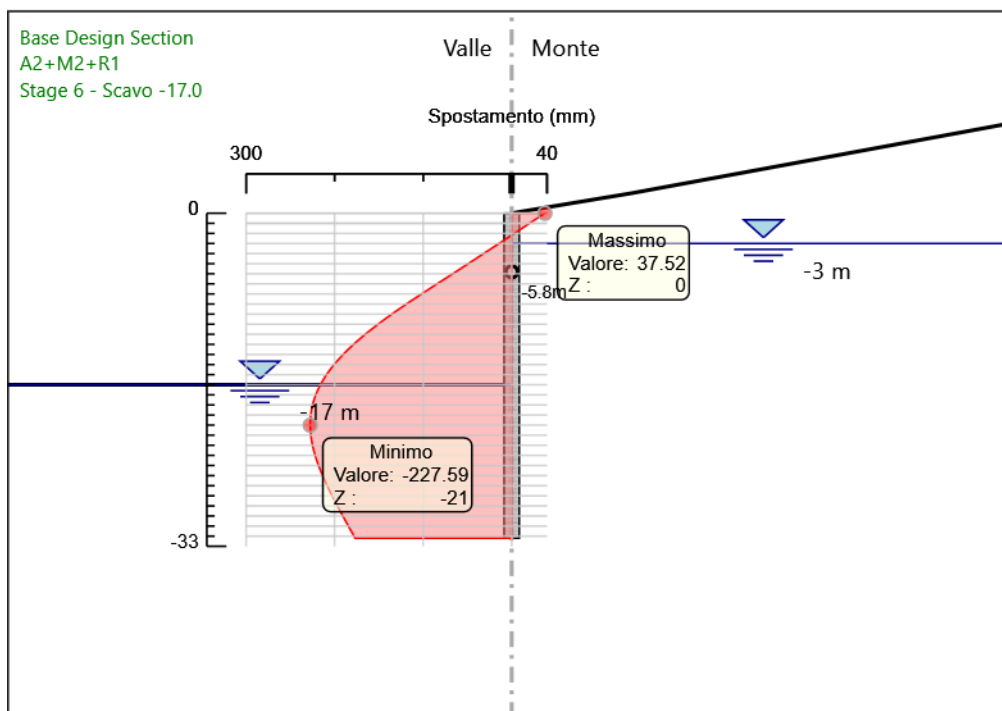 Base Design Section
A2+M2+R1
Stage 6 - Scavo -17.0
Valle
Monte
Spostamento (mm)
300
40
0
Massimo
Valore: 37.52
Z : 0
-3 m
-5.8m
-17 m
Minimo
Valore: -227.59
Z : -21
-33